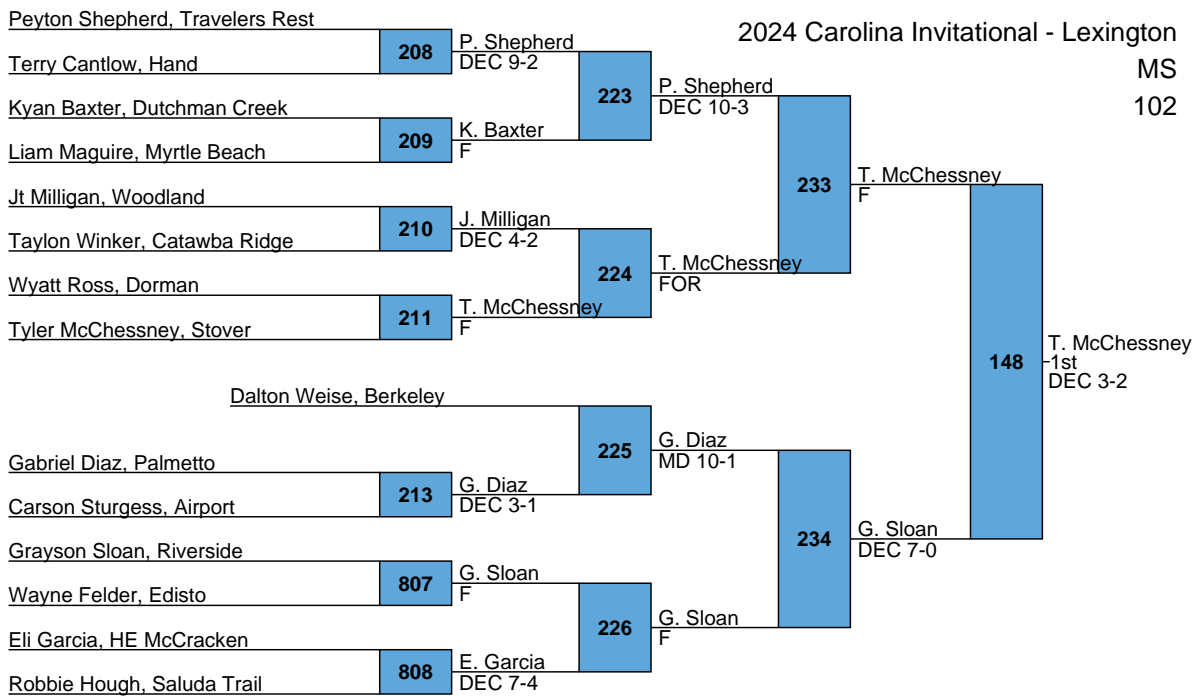 2024 Carolina Invitational - Lexington
MS
102
Peyton Shepherd, Travelers Rest
208
P. Shepherd
DEC 9-2
Terry Cantlow, Hand
223
P. Shepherd
DEC 10-3
Kyan Baxter, Dutchman Creek
209
K. Baxter
F
Liam Maguire, Myrtle Beach
233
T. McChessney
F
Jt Milligan, Woodland
210
J. Milligan
DEC 4-2
Taylon Winker, Catawba Ridge
224
T. McChessney
FOR
Wyatt Ross, Dorman
211
T. McChessney
F
Tyler McChessney, Stover
148
T. McChessney
1st
DEC 3-2
Dalton Weise, Berkeley
225
G. Diaz
MD 10-1
Gabriel Diaz, Palmetto
213
G. Diaz
DEC 3-1
Carson Sturgess, Airport
234
G. Sloan
DEC 7-0
Grayson Sloan, Riverside
807
G. Sloan
F
Wayne Felder, Edisto
226
G. Sloan
F
Eli Garcia, HE McCracken
808
E. Garcia
DEC 7-4
Robbie Hough, Saluda Trail